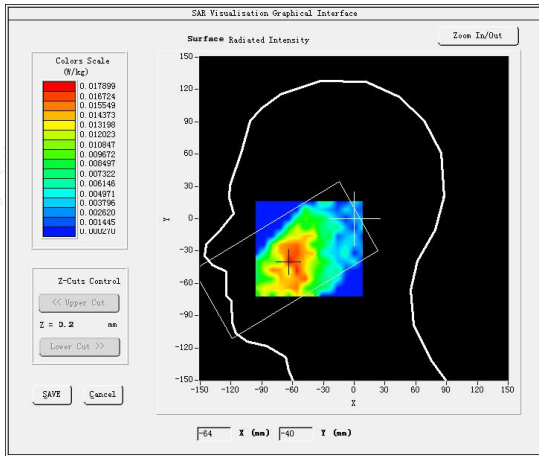 SAR Visualisation Graphical Interface
Surface Radiated Intensity
Zoom In/Out
Colors Scale
(W/kg)
0.017899
0.016724
0.015549
0.014373
0.013198
0.012023
0.010847
0.009672
0.008497
0.007322
0.006146
0.004971
0.003796
0.002620
0.001445
0.000270
Z-Cuts Control
<< Upper Cut
Z = 0.2 mm
Lower Cut >>
SAVE Cancel
150
120
90
60
30
0
-30
-60
-90
-120
-150
Y
-150 -120 -90 -60 -30 0 30 60 90 120 150
X
-64 X (mm) -40 Y (mm)